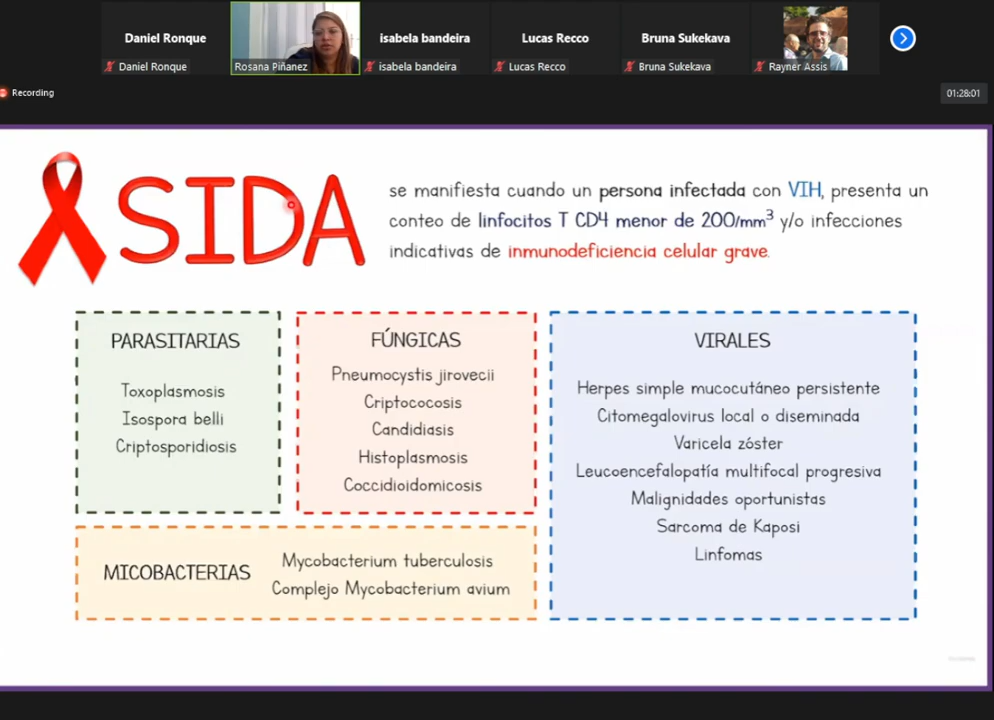 Daniel Ronque
isabela bandeira
Lucas Recco
Bruna Sukekava
Daniel Ronque
Rosana Piñanez
isabela bandeira
Lucas Recco
Bruna Sukekava
Rayner Assis
Recording
01:28:01
SIDA
se manifiesta cuando un persona infectada con VIH, presenta un
conteo de linfocitos T CD4 menor de 200/mm³ y/o infecciones
indicativas de inmunodeficiencia celular grave.
PARASITARIAS
Toxoplasmosis
Isospora belli
Criptosporidiosis
FÚNGICAS
Pneumocystis jirovecii
Criptococosis
Candidiasis
Histoplasmosis
Coccidioidomicosis
VIRALES
Herpes simple mucocutáneo persistente
Citomegalovirus local o diseminada
Varicela zóster
Leucoencefalopatía multifocal progresiva
Malignidades oportunistas
Sarcoma de Kaposi
Linfomas
MICOBACTERIAS
Mycobacterium tuberculosis
Complejo Mycobacterium avium